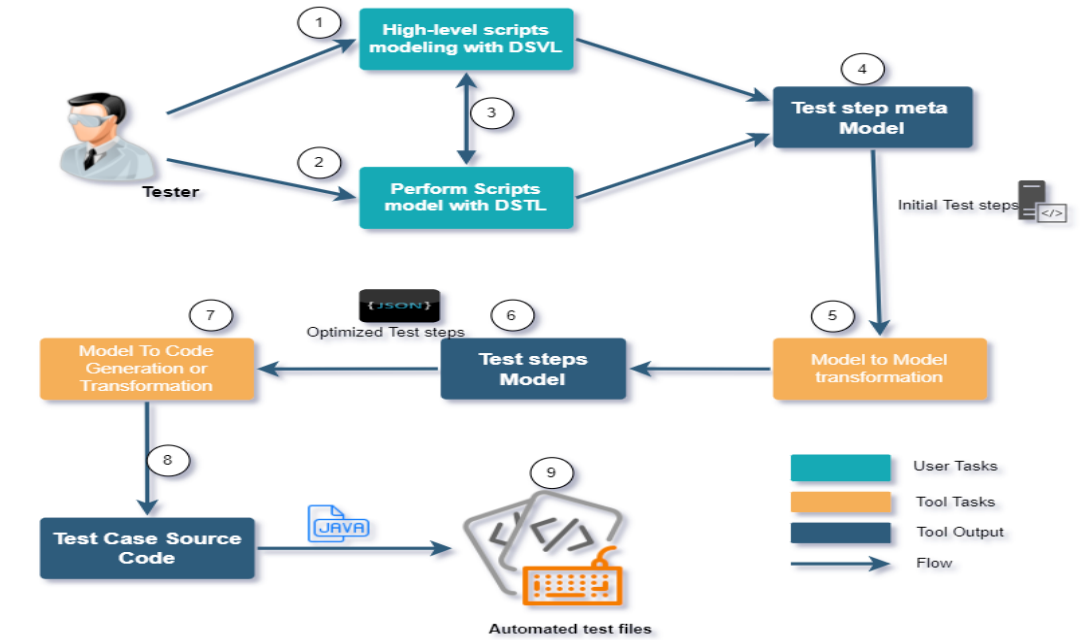 1
High-level scripts
modeling with DSVL
4
3
Test step meta
Model
2
Tester
Perform Scripts
model with DSTL
Initial Test steps
</>
{JSON}
Optimized Test steps
7
6
5
Model To Code
Generation or
Transformation
Test steps
Model
Model to Model
transformation
8
9
User Tasks
Tool Tasks
Tool Output
Flow
Test Case Source
Code
JAVA
</>
Automated test files